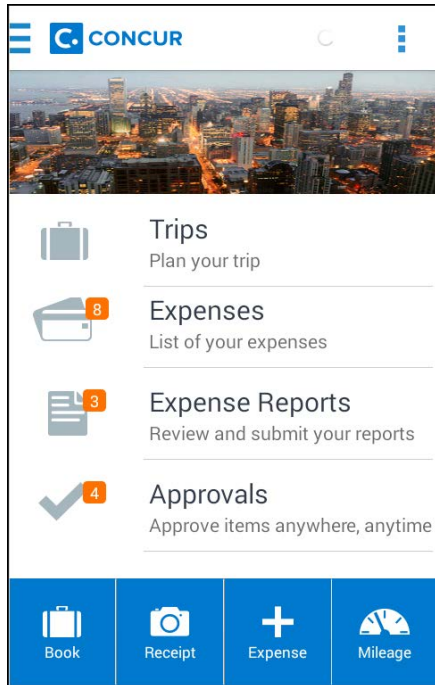 C. CONCUR
Trips
Plan your trip
8
Expenses
List of your expenses
3
Expense Reports
Review and submit your reports
4
Approvals
Approve items anywhere, anytime
Book
Receipt
Expense
Mileage